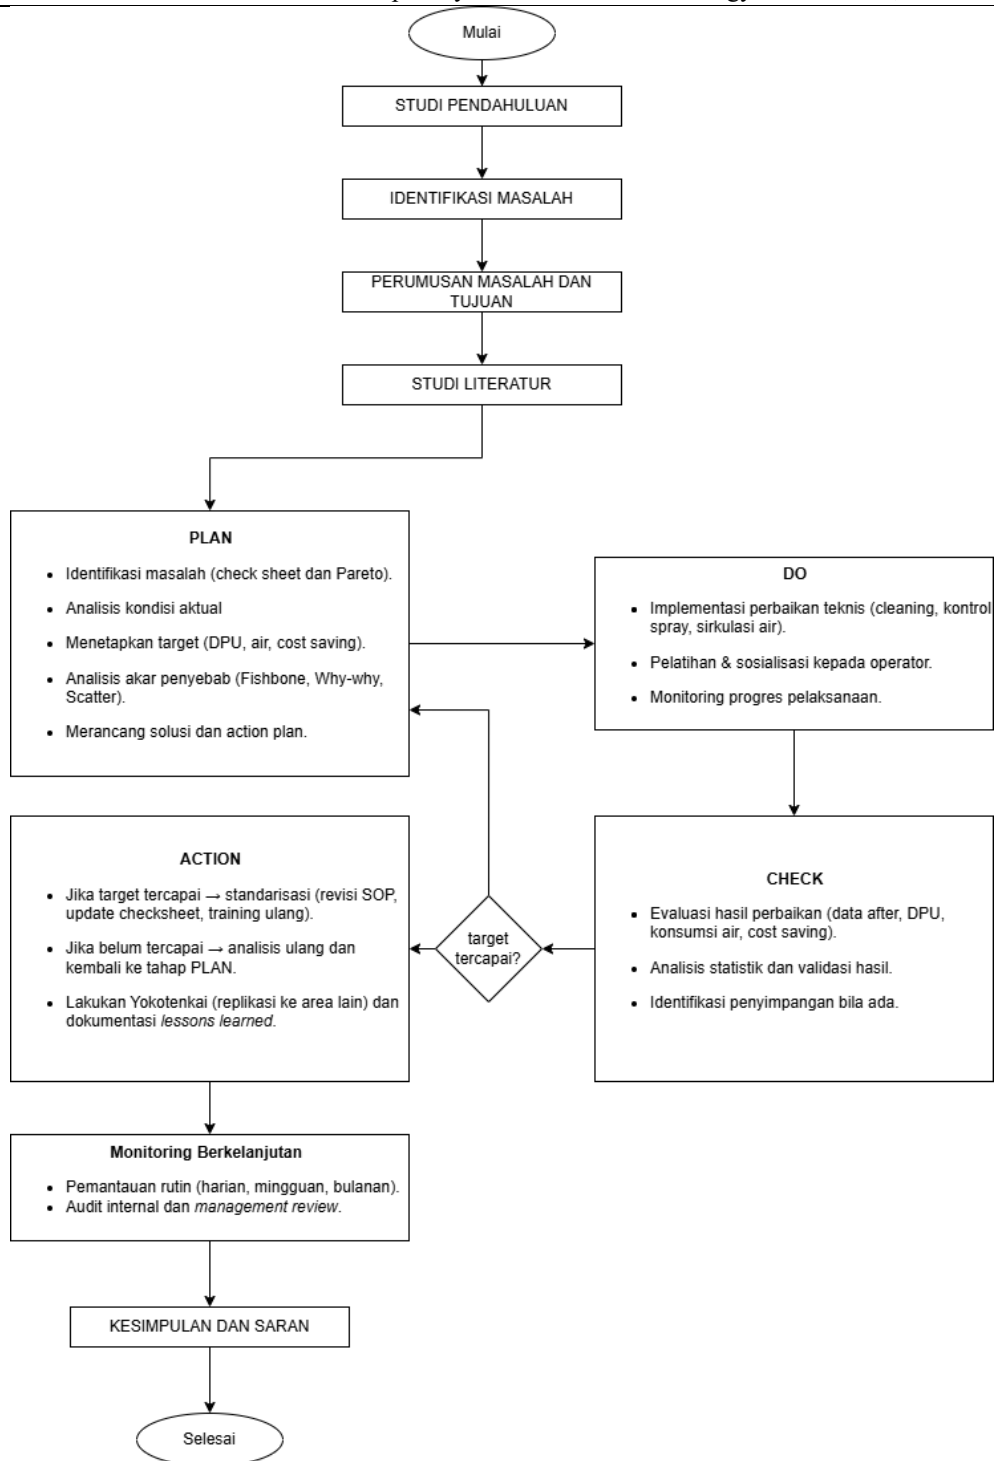 Mulai
STUDI PENDAHULUAN
IDENTIFIKASI MASALAH
PERUMUSAN MASALAH DAN
TUJUAN
STUDI LITERATUR
PLAN
• Identifikasi masalah (check sheet dan Pareto).
• Analisis kondisi aktual
• Menetapkan target (DPU, air, cost saving).
• Analisis akar penyebab (Fishbone, Why-why,
Scatter).
• Merancang solusi dan action plan.
DO
• Implementasi perbaikan teknis (cleaning, kontrol
spray, sirkulasi air).
• Pelatihan & sosialisasi kepada operator.
• Monitoring progres pelaksanaan.
CHECK
• Evaluasi hasil perbaikan (data after, DPU,
konsumsi air, cost saving).
• Analisis statistik dan validasi hasil.
• Identifikasi penyimpangan bila ada.
target
tercapai?
ACTION
• Jika target tercapai → standarisasi (revisi SOP,
update checksheet, training ulang).
• Jika belum tercapai → analisis ulang dan
kembali ke tahap PLAN.
• Lakukan Yokotenkai (replikasi ke area lain) dan
dokumentasi lessons learned.
Monitoring Berkelanjutan
• Pemantauan rutin (harian, mingguan, bulanan).
• Audit internal dan management review.
KESIMPULAN DAN SARAN
Selesai